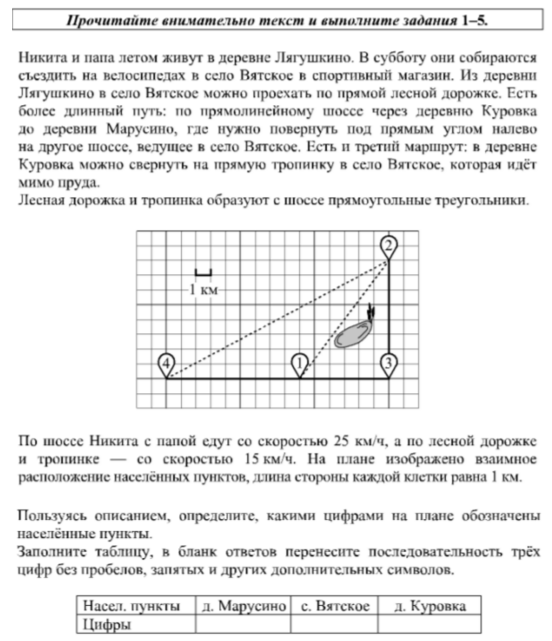 Прочитайте внимательно текст и выполните задания 1–5.
Никита и папа летом живут в деревне Лягушкино. В субботу они собираются
съездить на велосипедах в село Вятское в спортивный магазин. Из деревни
Лягушкино в село Вятское можно проехать по прямой лесной дорожке. Есть
более длинный путь: по прямолинейному шоссе через деревню Куровка
до деревни Марусино, где нужно повернуть под прямым углом налево
на другое шоссе, ведущее в село Вятское. Есть и третий маршрут: в деревне
Куровка можно свернуть на прямую тропинку в село Вятское, которая идёт
мимо пруда.
Лесная дорожка и тропинка образуют с шоссе прямоугольные треугольники.
2
1 км
4
1
3
По шоссе Никита с папой едут со скоростью 25 км/ч, а по лесной дорожке
и тропинке — со скоростью 15 км/ч. На плане изображено взаимное
расположение населённых пунктов, длина стороны каждой клетки равна 1 км.
Пользуясь описанием, определите, какими цифрами на плане обозначены
населённые пункты.
Заполните таблицу, в бланк ответов перенесите последовательность трёх
цифр без пробелов, запятых и других дополнительных символов.
Насел. пункты д. Марусино с. Вятское д. Куровка
Цифры